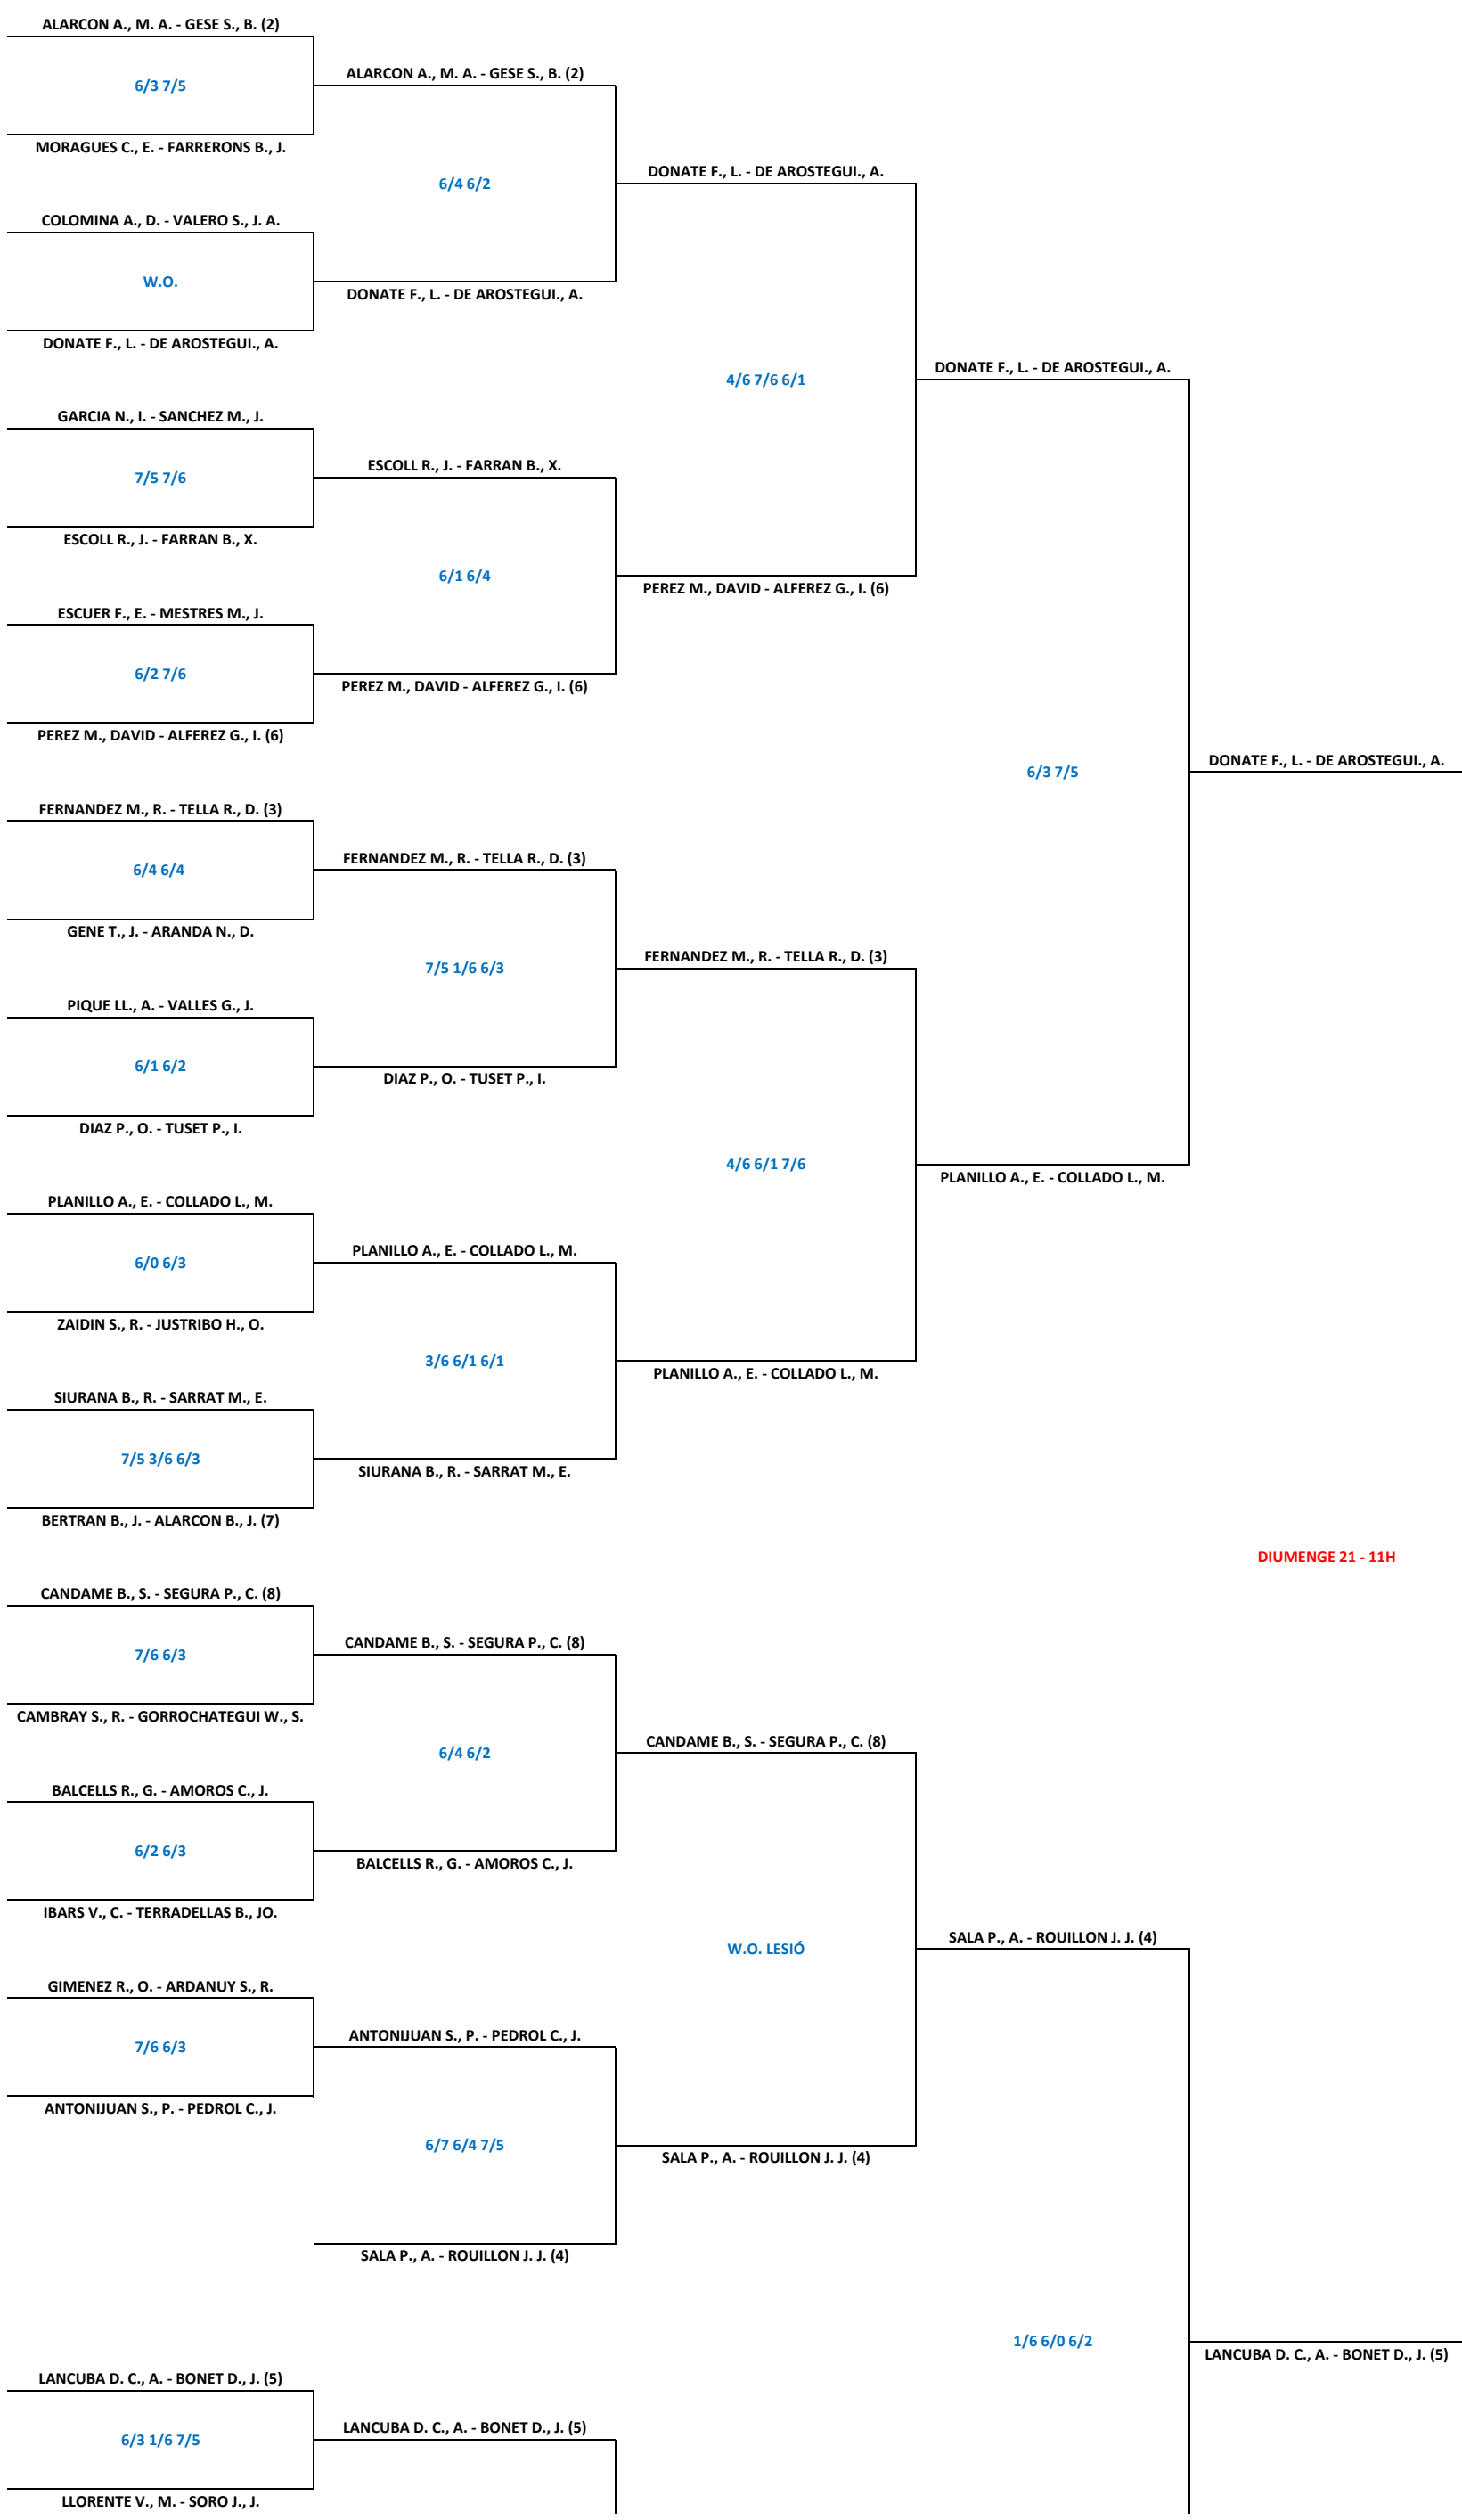 ALARCON A., M. A. - GESE S., B. (2)
ALARCON A., M. A. - GESE S., B. (2)
6/3 7/5
MORAGUES C., E. - FARRERONS B., J.
DONATE F., L. - DE AROSTEGUI., A.
6/4 6/2
COLOMINA A., D. - VALERO S., J. A.
W.O.
DONATE F., L. - DE AROSTEGUI., A.
DONATE F., L. - DE AROSTEGUI., A.
DONATE F., L. - DE AROSTEGUI., A.
4/6 7/6 6/1
GARCIA N., I. - SANCHEZ M., J.
ESCOLL R., J. - FARRAN B., X.
7/5 7/6
ESCOLL R., J. - FARRAN B., X.
6/1 6/4
PEREZ M., DAVID - ALFEREZ G., I. (6)
ESCUER F., E. - MESTRES M., J.
6/2 7/6
PEREZ M., DAVID - ALFEREZ G., I. (6)
PEREZ M., DAVID - ALFEREZ G., I. (6)
DONATE F., L. - DE AROSTEGUI., A.
6/3 7/5
FERNANDEZ M., R. - TELLA R., D. (3)
FERNANDEZ M., R. - TELLA R., D. (3)
6/4 6/4
GENE T., J. - ARANDA N., D.
FERNANDEZ M., R. - TELLA R., D. (3)
7/5 1/6 6/3
PIQUE LL., A. - VALLES G., J.
6/1 6/2
DIAZ P., O. - TUSET P., I.
DIAZ P., O. - TUSET P., I.
4/6 6/1 7/6
PLANILLO A., E. - COLLADO L., M.
PLANILLO A., E. - COLLADO L., M.
PLANILLO A., E. - COLLADO L., M.
6/0 6/3
ZAIDIN S., R. - JUSTRIBO H., O.
3/6 6/1 6/1
PLANILLO A., E. - COLLADO L., M.
SIURANA B., R. - SARRAT M., E.
7/5 3/6 6/3
SIURANA B., R. - SARRAT M., E.
BERTRAN B., J. - ALARCON B., J. (7)
DIUMENGE 21 - 11H
CANDAME B., S. - SEGURA P., C. (8)
CANDAME B., S. - SEGURA P., C. (8)
7/6 6/3
CAMBRAY S., R. - GORROCHATEGUI W., S.
CANDAME B., S. - SEGURA P., C. (8)
6/4 6/2
BALCELLS R., G. - AMOROS C., J.
6/2 6/3
BALCELLS R., G. - AMOROS C., J.
IBARS V., C. - TERRADELLAS B., JO.
SALA P., A. - ROUILLON J. J. (4)
W.O. LESIÓ
GIMENEZ R., O. - ARDANUY S., R.
ANTONIJUAN S., P. - PEDROL C., J.
7/6 6/3
ANTONIJUAN S., P. - PEDROL C., J.
6/7 6/4 7/5
SALA P., A. - ROUILLON J. J. (4)
SALA P., A. - ROUILLON J. J. (4)
1/6 6/0 6/2
LANCUBA D. C., A. - BONET D., J. (5)
LANCUBA D. C., A. - BONET D., J. (5)
LANCUBA D. C., A. - BONET D., J. (5)
6/3 1/6 7/5
LLORENTE V., M. - SORO J., J.